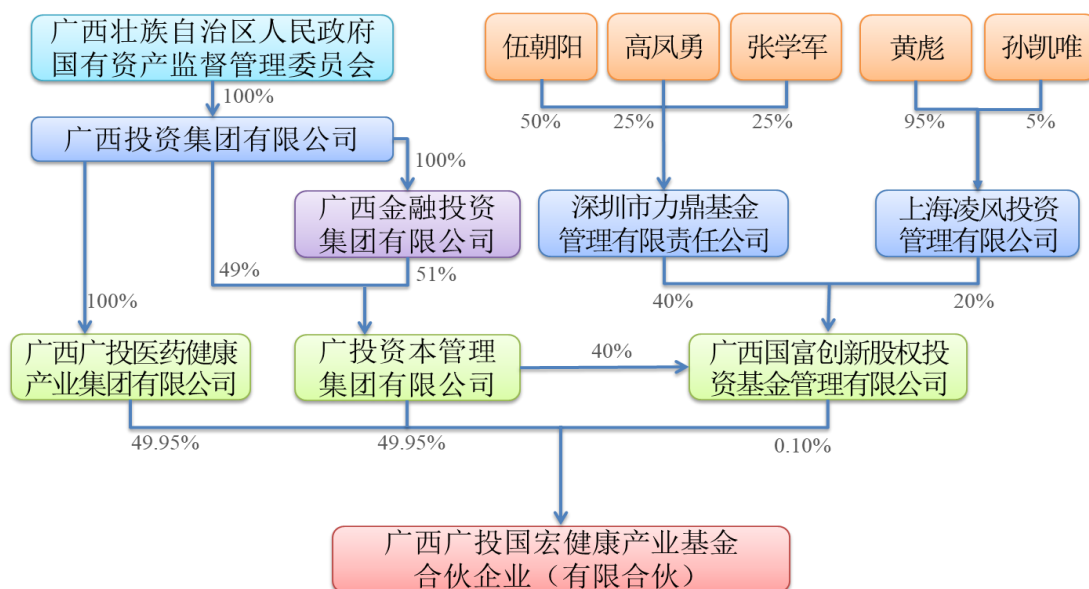 广西壮族自治区人民政府
国有资产监督管理委员会
伍朝阳
高凤勇
张学军
黄彪
孙凯唯
100%
50%
25%
25%
95%
5%
广西投资集团有限公司
100%
广西金融投资
集团有限公司
深圳市力鼎基金
管理有限责任公司
上海凌风投资
管理有限公司
49%
51%
40%
20%
100%
广西广投医药健康
产业集团有限公司
广投资本管理
集团有限公司
40%
广西国富创新股权投
资基金管理有限公司
49.95%
49.95%
0.10%
广西广投国宏健康产业基金
合伙企业（有限合伙）